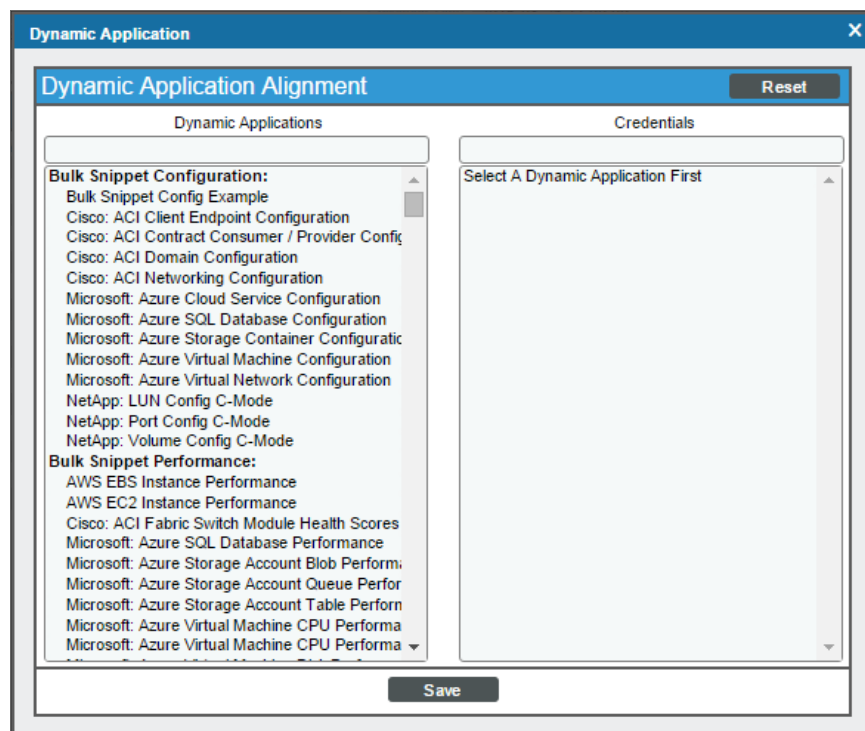 Dynamic Application
Dynamic Application Alignment
Reset
Dynamic Applications
Credentials
Bulk Snippet Configuration:
Bulk Snippet Config Example
Cisco: ACI Client Endpoint Configuration
Cisco: ACI Contract Consumer / Provider Config
Cisco: ACI Domain Configuration
Cisco: ACI Networking Configuration
Microsoft: Azure Cloud Service Configuration
Microsoft: Azure SQL Database Configuration
Microsoft: Azure Storage Container Configuratio
Microsoft: Azure Virtual Machine Configuration
Microsoft: Azure Virtual Network Configuration
NetApp: LUN Config C-Mode
NetApp: Port Config C-Mode
NetApp: Volume Config C-Mode
Bulk Snippet Performance:
AWS EBS Instance Performance
AWS EC2 Instance Performance
Cisco: ACI Fabric Switch Module Health Scores
Microsoft: Azure SQL Database Performance
Microsoft: Azure Storage Account Blob Performa
Microsoft: Azure Storage Account Queue Perfor
Microsoft: Azure Storage Account Table Perform
Microsoft: Azure Virtual Machine CPU Performa
Microsoft: Azure Virtual Machine CPU Performa
Select A Dynamic Application First
Save